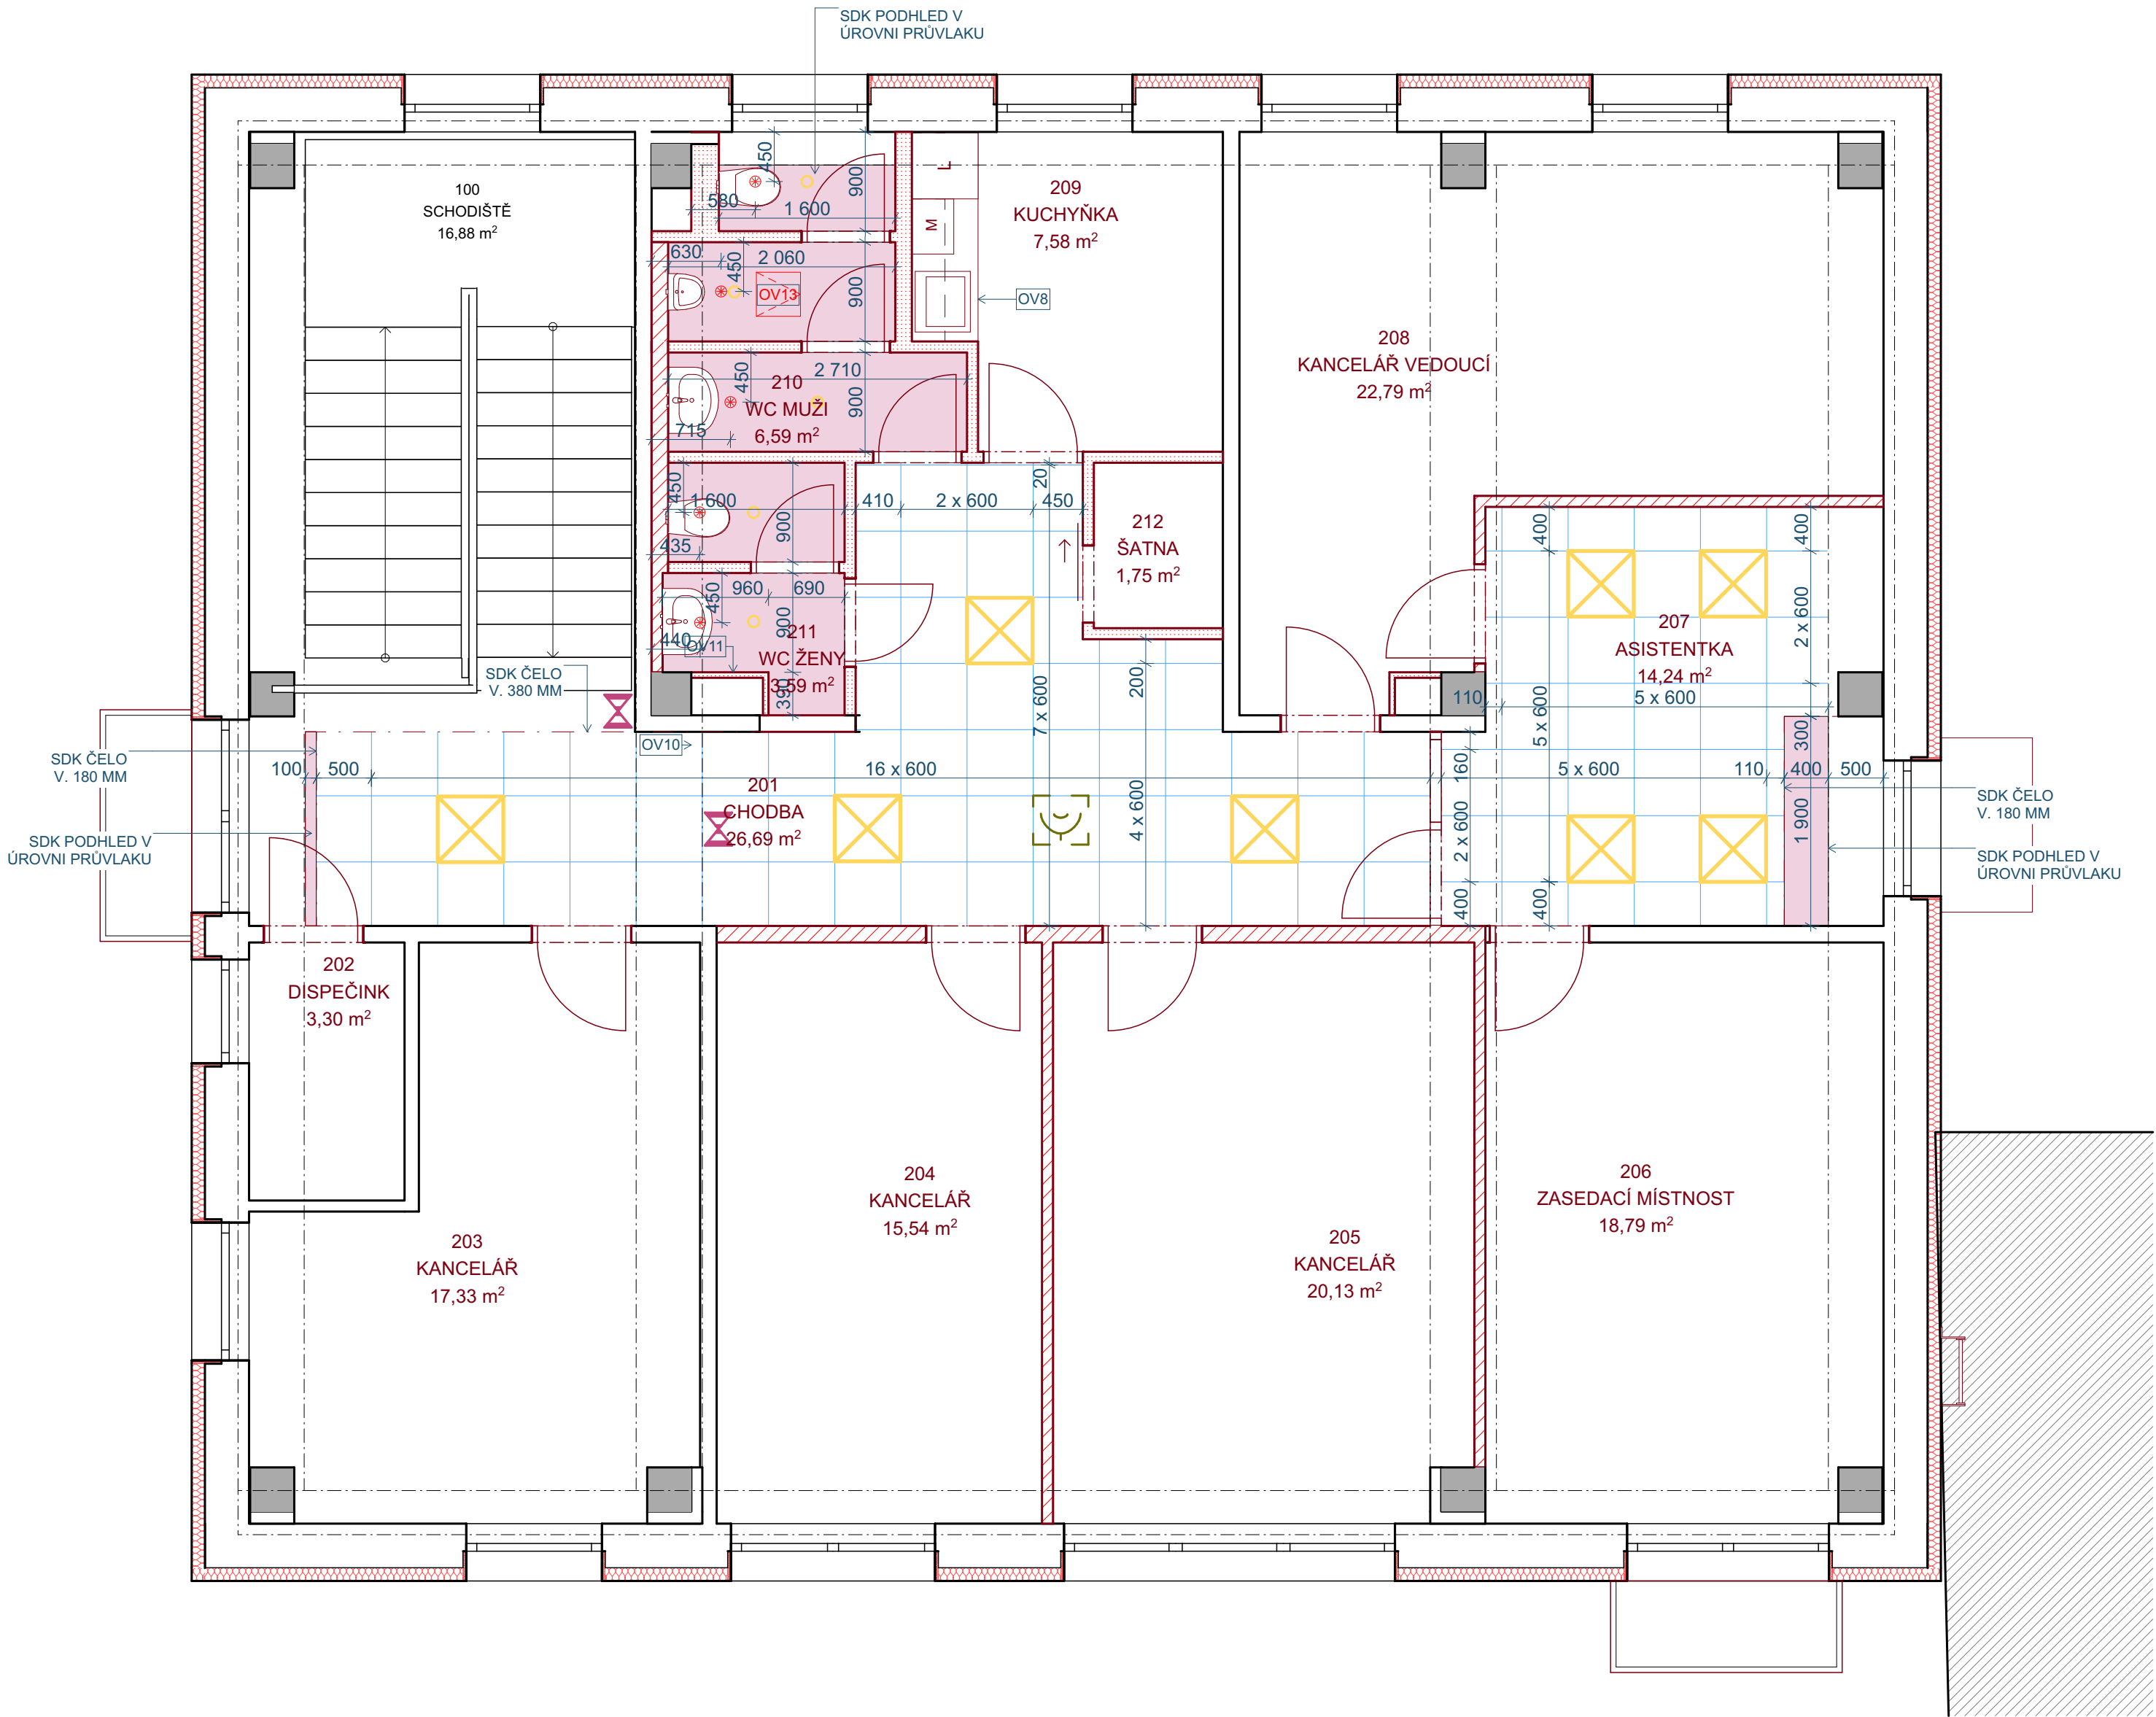 SDK PODHLED V
ÚROVNI PRŮVLAKU
100
SCHODIŠTĚ
16,88 m²
450
900
580
1 600
L
M
209
KUCHYŇKA
7,58 m²
630
2 060
450
OV13
900
OV8
2 710
450
210
WC MUŽI
6,59 m²
900
715
208
KANCELÁŘ VEDOUCÍ
22,79 m²
450
1 600
900
435
410
2 x 600
450
20
212
ŠATNA
1,75 m²
960
690
450
900
440
OV11
211
WC ŽENY
3,59 m²
390
400
400
2 x 600
207
ASISTENTKA
14,24 m²
110
5 x 600
5 x 600
300
SDK ČELO
V. 380 MM
7 x 600
200
OV10
SDK ČELO
V. 180 MM
100
500
16 x 600
160
5 x 600
110
400
500
201
CHODBA
26,69 m²
4 x 600
2 x 600
1 900
SDK ČELO
V. 180 MM
SDK PODHLED V
ÚROVNI PRŮVLAKU
SDK PODHLED V
ÚROVNI PRŮVLAKU
400
400
202
DISPEČINK
3,30 m²
204
KANCELÁŘ
15,54 m²
206
ZASEDACÍ MÍSTNOST
18,79 m²
203
KANCELÁŘ
17,33 m²
205
KANCELÁŘ
20,13 m²